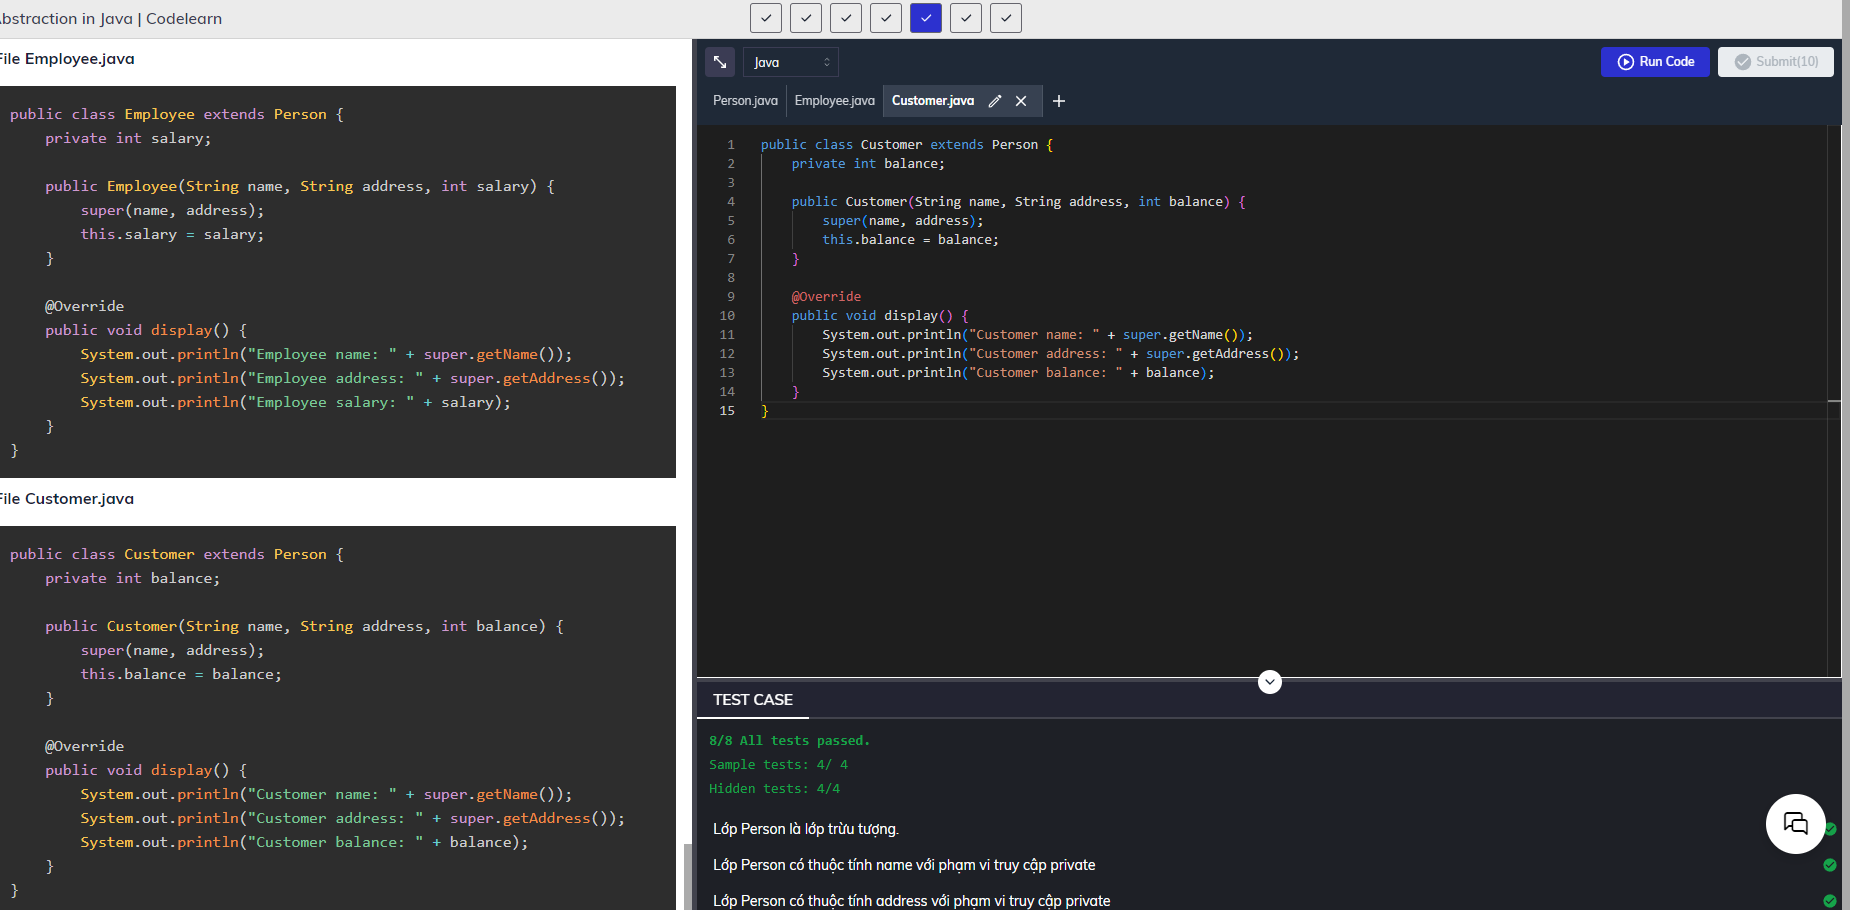 bstraction in Java | Codelearn
File Employee.java
public class Employee extends Person {
    private int salary;
    public Employee(String name, String address, int salary) {
        super(name, address);
        this.salary = salary;
    }
    @Override
    public void display() {
        System.out.println("Employee name: " + super.getName());
        System.out.println("Employee address: " + super.getAddress());
        System.out.println("Employee salary: " + salary);
    }
}
File Customer.java
public class Customer extends Person {
    private int balance;
    public Customer(String name, String address, int balance) {
        super(name, address);
        this.balance = balance;
    }
    @Override
    public void display() {
        System.out.println("Customer name: " + super.getName());
        System.out.println("Customer address: " + super.getAddress());
        System.out.println("Customer balance: " + balance);
    }
}
Java
Run Code
Submit(10)
Person.java Employee.java Customer.java
1 public class Customer extends Person {
2     private int balance;
3
4     public Customer(String name, String address, int balance) {
5         super(name, address);
6         this.balance = balance;
7     }
8
9     @Override
10     public void display() {
11         System.out.println("Customer name: " + super.getName());
12         System.out.println("Customer address: " + super.getAddress());
13         System.out.println("Customer balance: " + balance);
14     }
15 }
TEST CASE
8/8 All tests passed.
Sample tests: 4/ 4
Hidden tests: 4/4
Lớp Person là lớp trừu tượng.
Lớp Person có thuộc tính name với phạm vi truy cập private
Lớp Person có thuộc tính address với phạm vi truy cập private